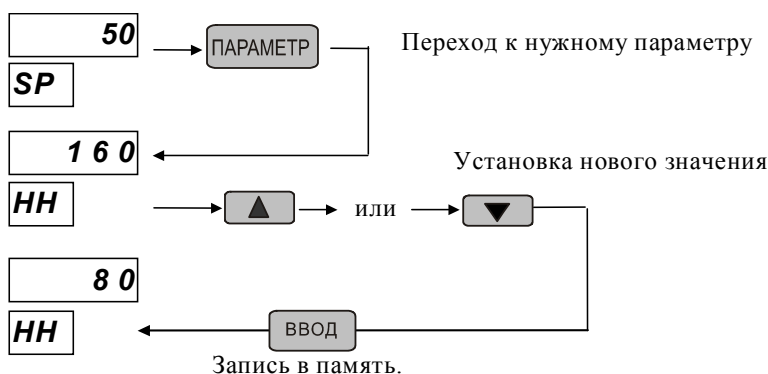 50
ПАРАМЕТР
Переход к нужному параметру
SP
160
Установка нового значения
HH
или
80
HH
ВВОД
Запись в память.